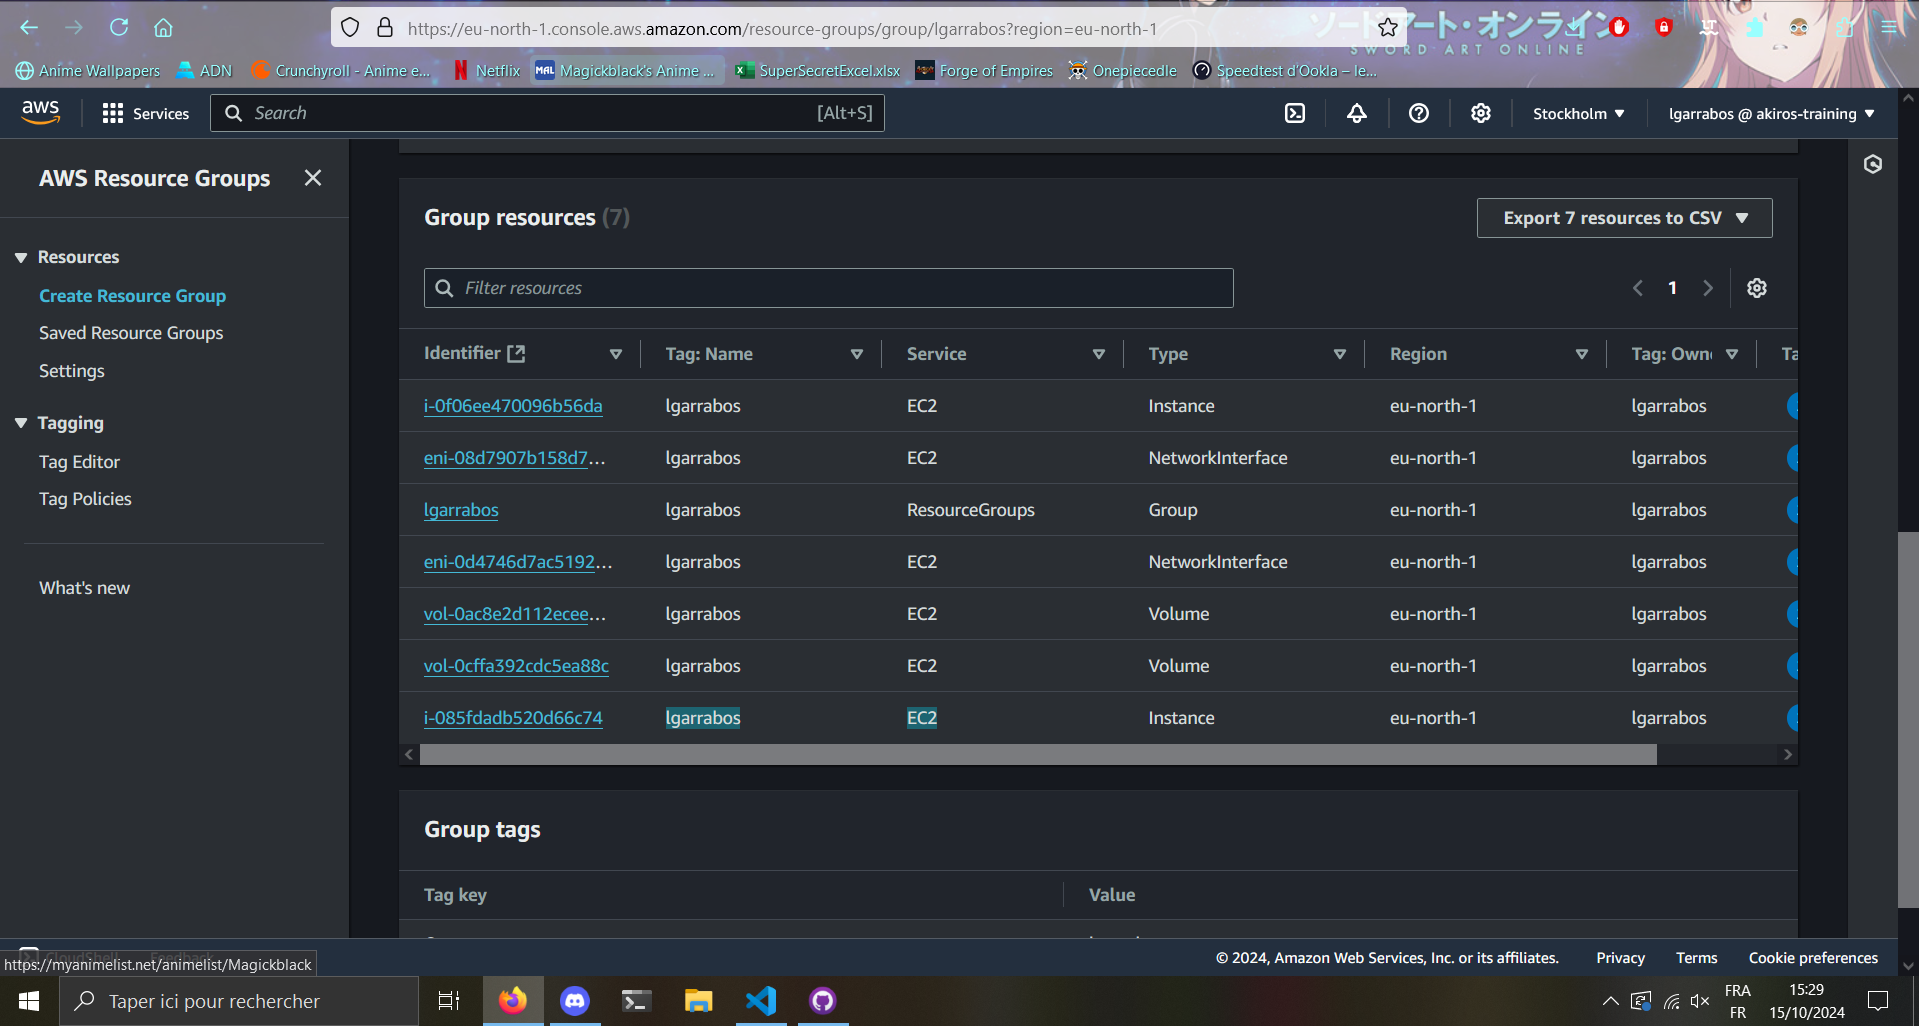 ソードアート・オンライン
SWORD ART ONLINE
https://eu-north-1.console.aws.amazon.com/resource-groups/group/lgarrabos?region=eu-north-1
Anime Wallpapers ADN Crunchyroll - Anime e... Netflix MAL Magickblack's Anime ... SuperSecretExcel.xlsx Forge of Empires Onepiecedle Speedtest d'Ookla – le...
aws Services Search [Alt+S] Stockholm lgarrabos @ akiros-training
AWS Resource Groups
Resources
Create Resource Group
Saved Resource Groups
Settings
Tagging
Tag Editor
Tag Policies
What's new
Group resources (7) Export 7 resources to CSV
Filter resources 1
Identifier Tag: Name Service Type Region Tag: Own Ta
i-0f06ee470096b56da lgarrabos EC2 Instance eu-north-1 lgarrabos
eni-08d7907b158d7... lgarrabos EC2 NetworkInterface eu-north-1 lgarrabos
lgarrabos lgarrabos ResourceGroups Group eu-north-1 lgarrabos
eni-0d4746d7ac5192... lgarrabos EC2 NetworkInterface eu-north-1 lgarrabos
vol-0ac8e2d112ecee... lgarrabos EC2 Volume eu-north-1 lgarrabos
vol-0cffa392cdc5ea88c lgarrabos EC2 Volume eu-north-1 lgarrabos
i-085fdadb520d66c74 lgarrabos EC2 Instance eu-north-1 lgarrabos
Group tags
Tag key Value
CloudShell Feedback
https://myanimelist.net/animelist/Magickblack
© 2024, Amazon Web Services, Inc. or its affiliates. Privacy Terms Cookie preferences
Taper ici pour rechercher
FRA
FR
15:29
15/10/2024